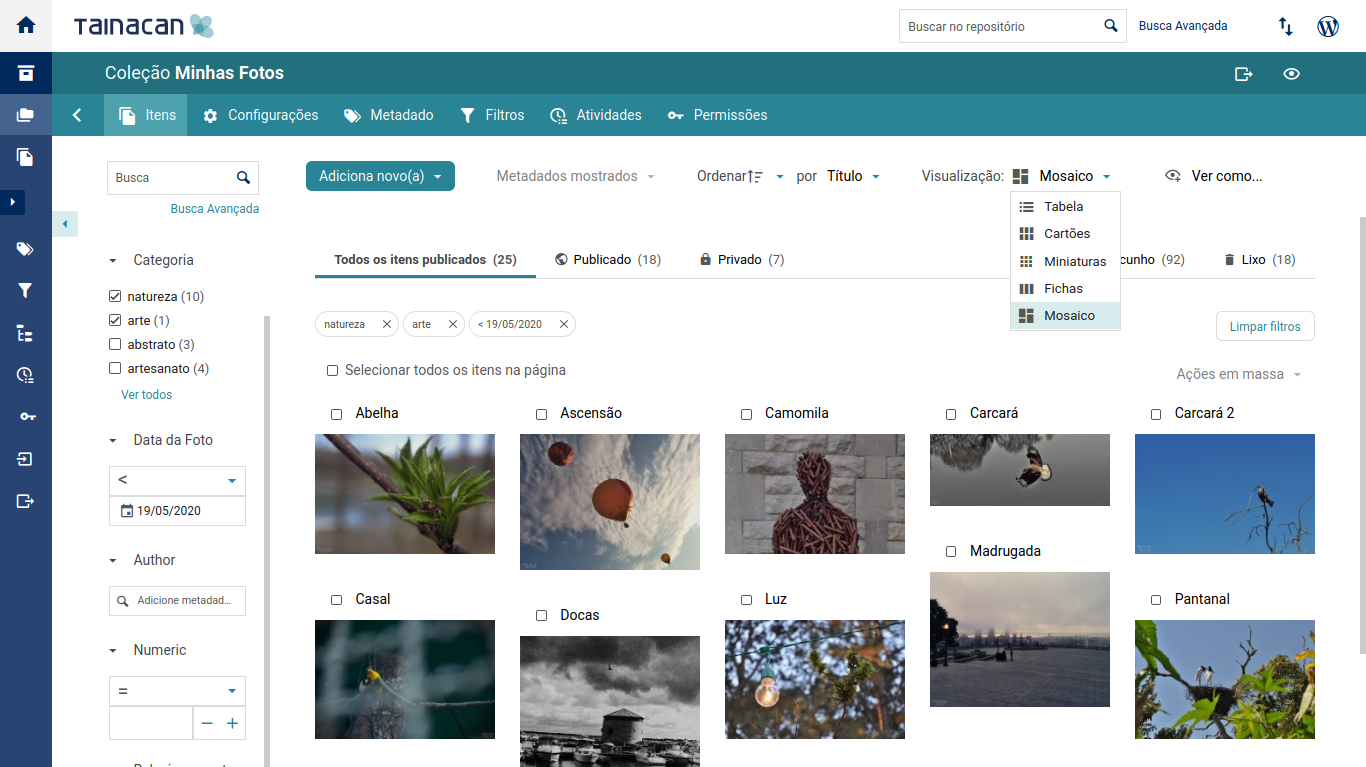 TAINACAN
Buscar no repositório
Busca Avançada
Coleção Minhas Fotos
Itens
Configurações
Metadado
Filtros
Atividades
Permissões
Busca
Busca Avançada
Adiciona novo(a)
Metadados mostrados
Ordenar
por Título
Visualização: Mosaico
Ver como...
Tabela
Cartões
Miniaturas
Fichas
Mosaico
Todos os itens publicados (25)
Publicado (18)
Privado (7)
cunho (92)
Lixo (18)
natureza
arte
< 19/05/2020
Limpar filtros
Selecionar todos os itens na página
Ações em massa
Categoria
natureza (10)
arte (1)
abstrato (3)
artesanato (4)
Ver todos
Data da Foto
<
19/05/2020
Author
Adicione metadad...
Numeric
=
Abelha
Ascensão
Camomila
Carcará
Carcará 2
Casal
Docas
Luz
Madrugada
Pantanal